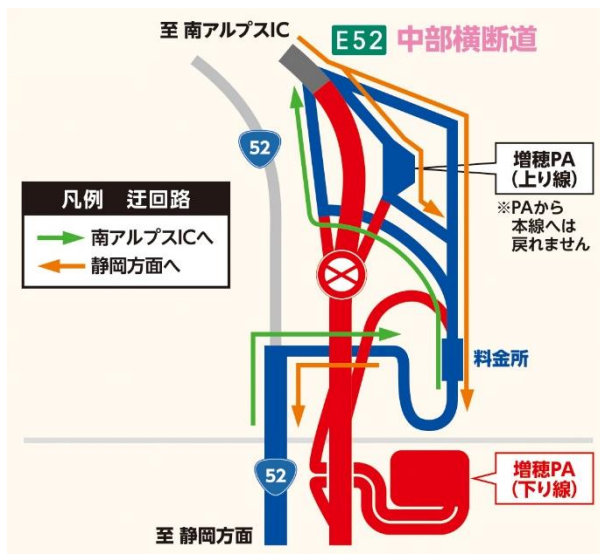 至 南アルプスIC
E52 中部横断道
52
増穂PA
(上り線)
※PAから
本線へは
戻れません
凡例 迂回路
南アルプスICへ
静岡方面へ
料金所
52
増穂PA
(下り線)
至 静岡方面